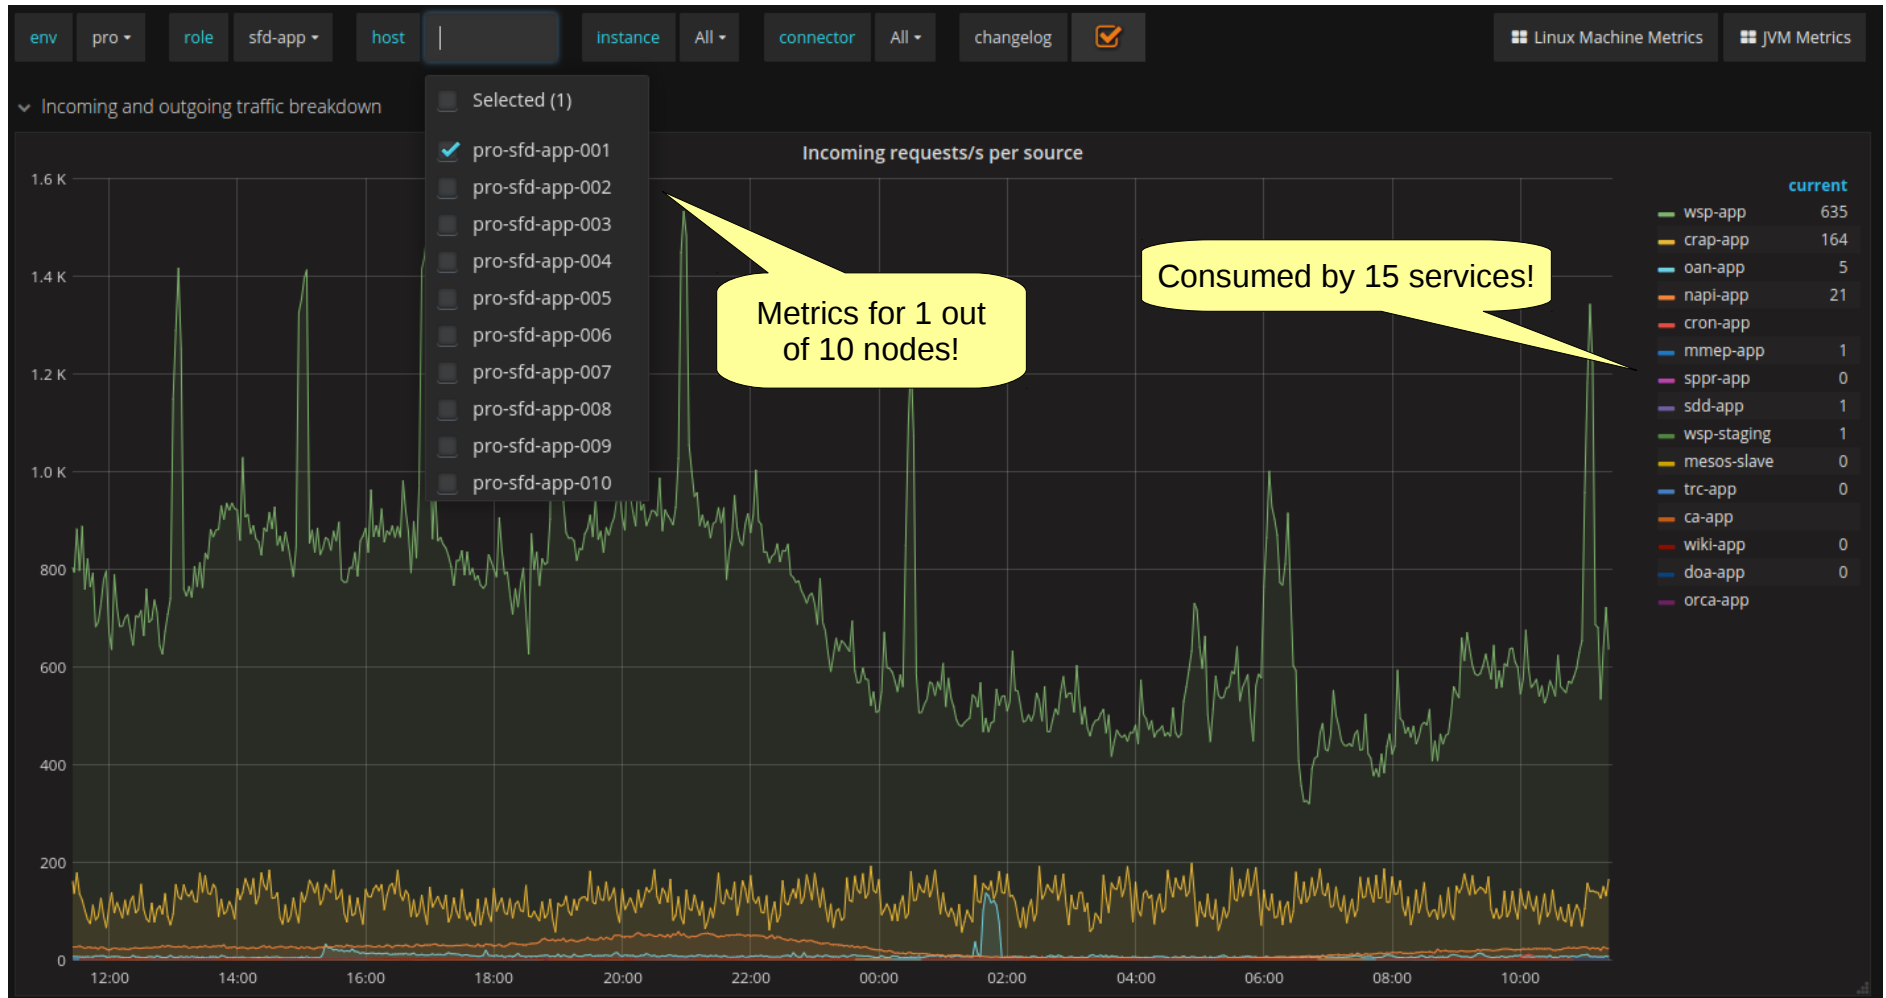 env pro role sfd-app host instance All connector All changelog Linux Machine Metrics JVM Metrics
Incoming and outgoing traffic breakdown
Selected (1)
pro-sfd-app-001
pro-sfd-app-002
pro-sfd-app-003
pro-sfd-app-004
pro-sfd-app-005
pro-sfd-app-006
pro-sfd-app-007
pro-sfd-app-008
pro-sfd-app-009
pro-sfd-app-010
Incoming requests/s per source
Metrics for 1 out
of 10 nodes!
Consumed by 15 services!
1.6 K
1.4 K
1.2 K
1.0 K
800
600
400
200
0
12:00 14:00 16:00 18:00 20:00 22:00 00:00 02:00 04:00 06:00 08:00 10:00
current
wsp-app 635
crap-app 164
oan-app 5
napi-app 21
cron-app
mmep-app 1
sppr-app 0
sdd-app 1
wsp-staging 1
mesos-slave 0
trc-app 0
ca-app
wiki-app 0
doa-app 0
orca-app